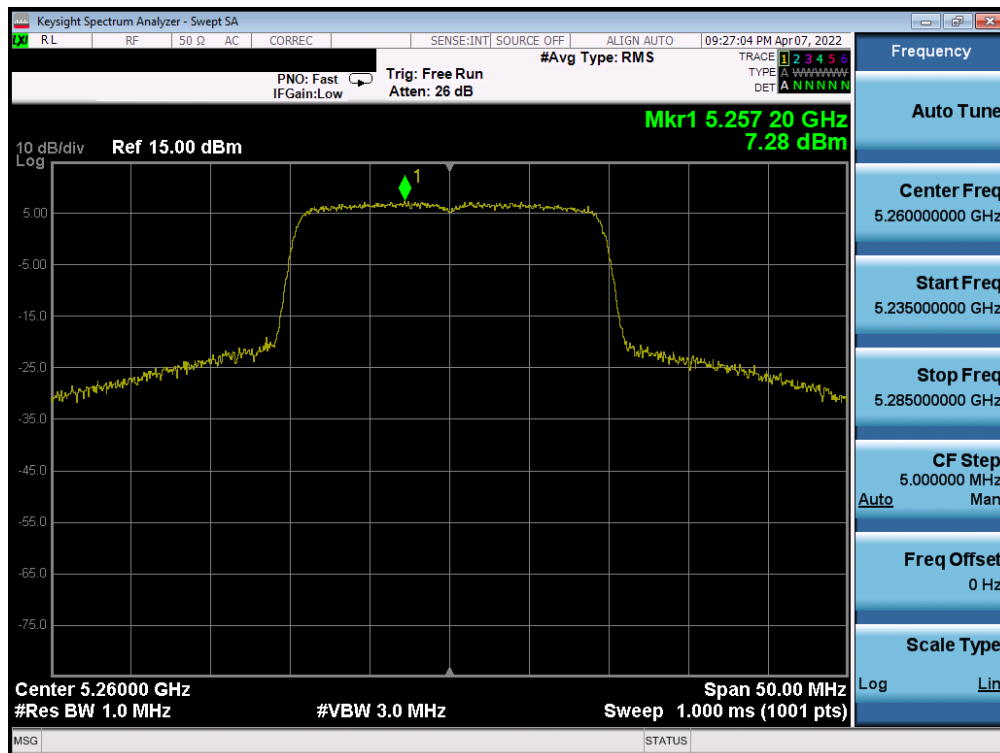 Keysight Spectrum Analyzer - Swept SA
LXI RL RF 50 Ω AC CORREC SENSE:INT SOURCE OFF ALIGN AUTO 09:27:04 PM Apr 07, 2022
#Avg Type: RMS
TRACE 1 2 3 4 5 6
PNO: Fast Trig: Free Run TYPE A WWWWW
IFGain:Low Atten: 26 dB DET A N N N N N
Mkr1 5.257 20 GHz
7.28 dBm
10 dB/div Ref 15.00 dBm
Log
1
5.00
-5.00
-15.0
-25.0
-35.0
-45.0
-55.0
-65.0
-75.0
Center 5.26000 GHz Span 50.00 MHz
#Res BW 1.0 MHz #VBW 3.0 MHz Sweep 1.000 ms (1001 pts)
MSG STATUS
Frequency
Auto Tune
Center Freq
5.260000000 GHz
Start Freq
5.235000000 GHz
Stop Freq
5.285000000 GHz
CF Step
5.000000 MHz
Auto Man
Freq Offset
0 Hz
Scale Type
Log Lin